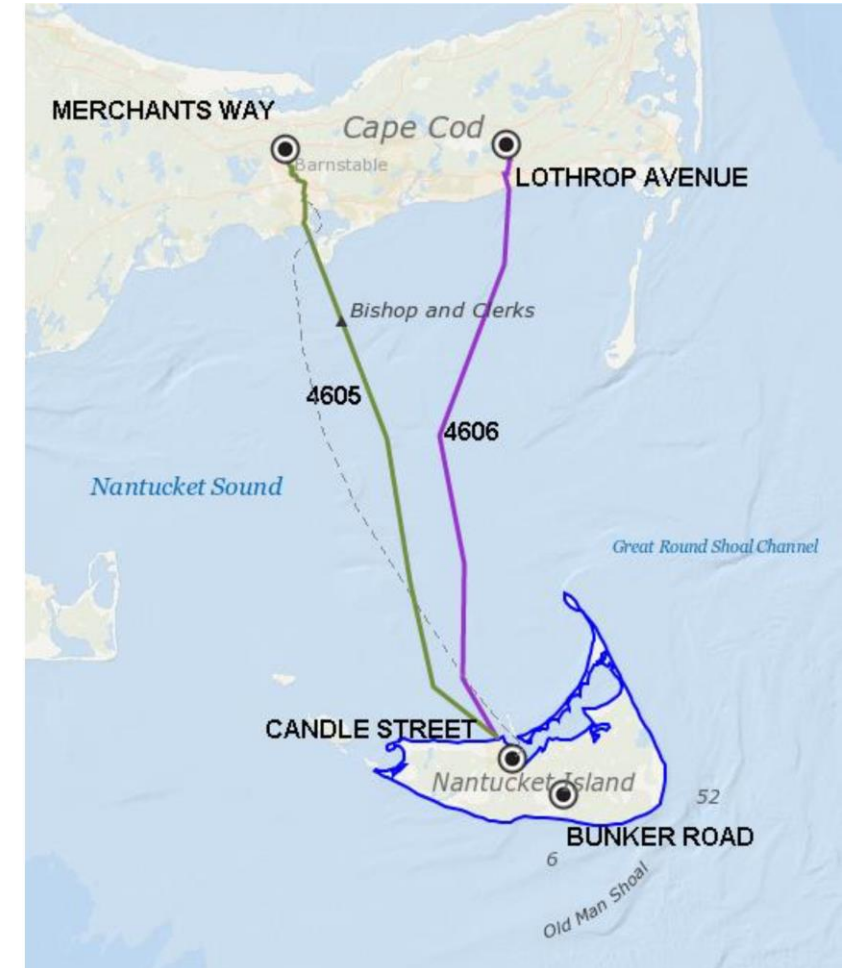 MERCHANTS WAY
Cape Cod
Barnstable
LOTHROP AVENUE
Bishop and Clerks
4605
4606
Nantucket Sound
Great Round Shoal Channel
CANDLE STREET
Nantucket Island
52
BUNKER ROAD
6
Old Man Shoal